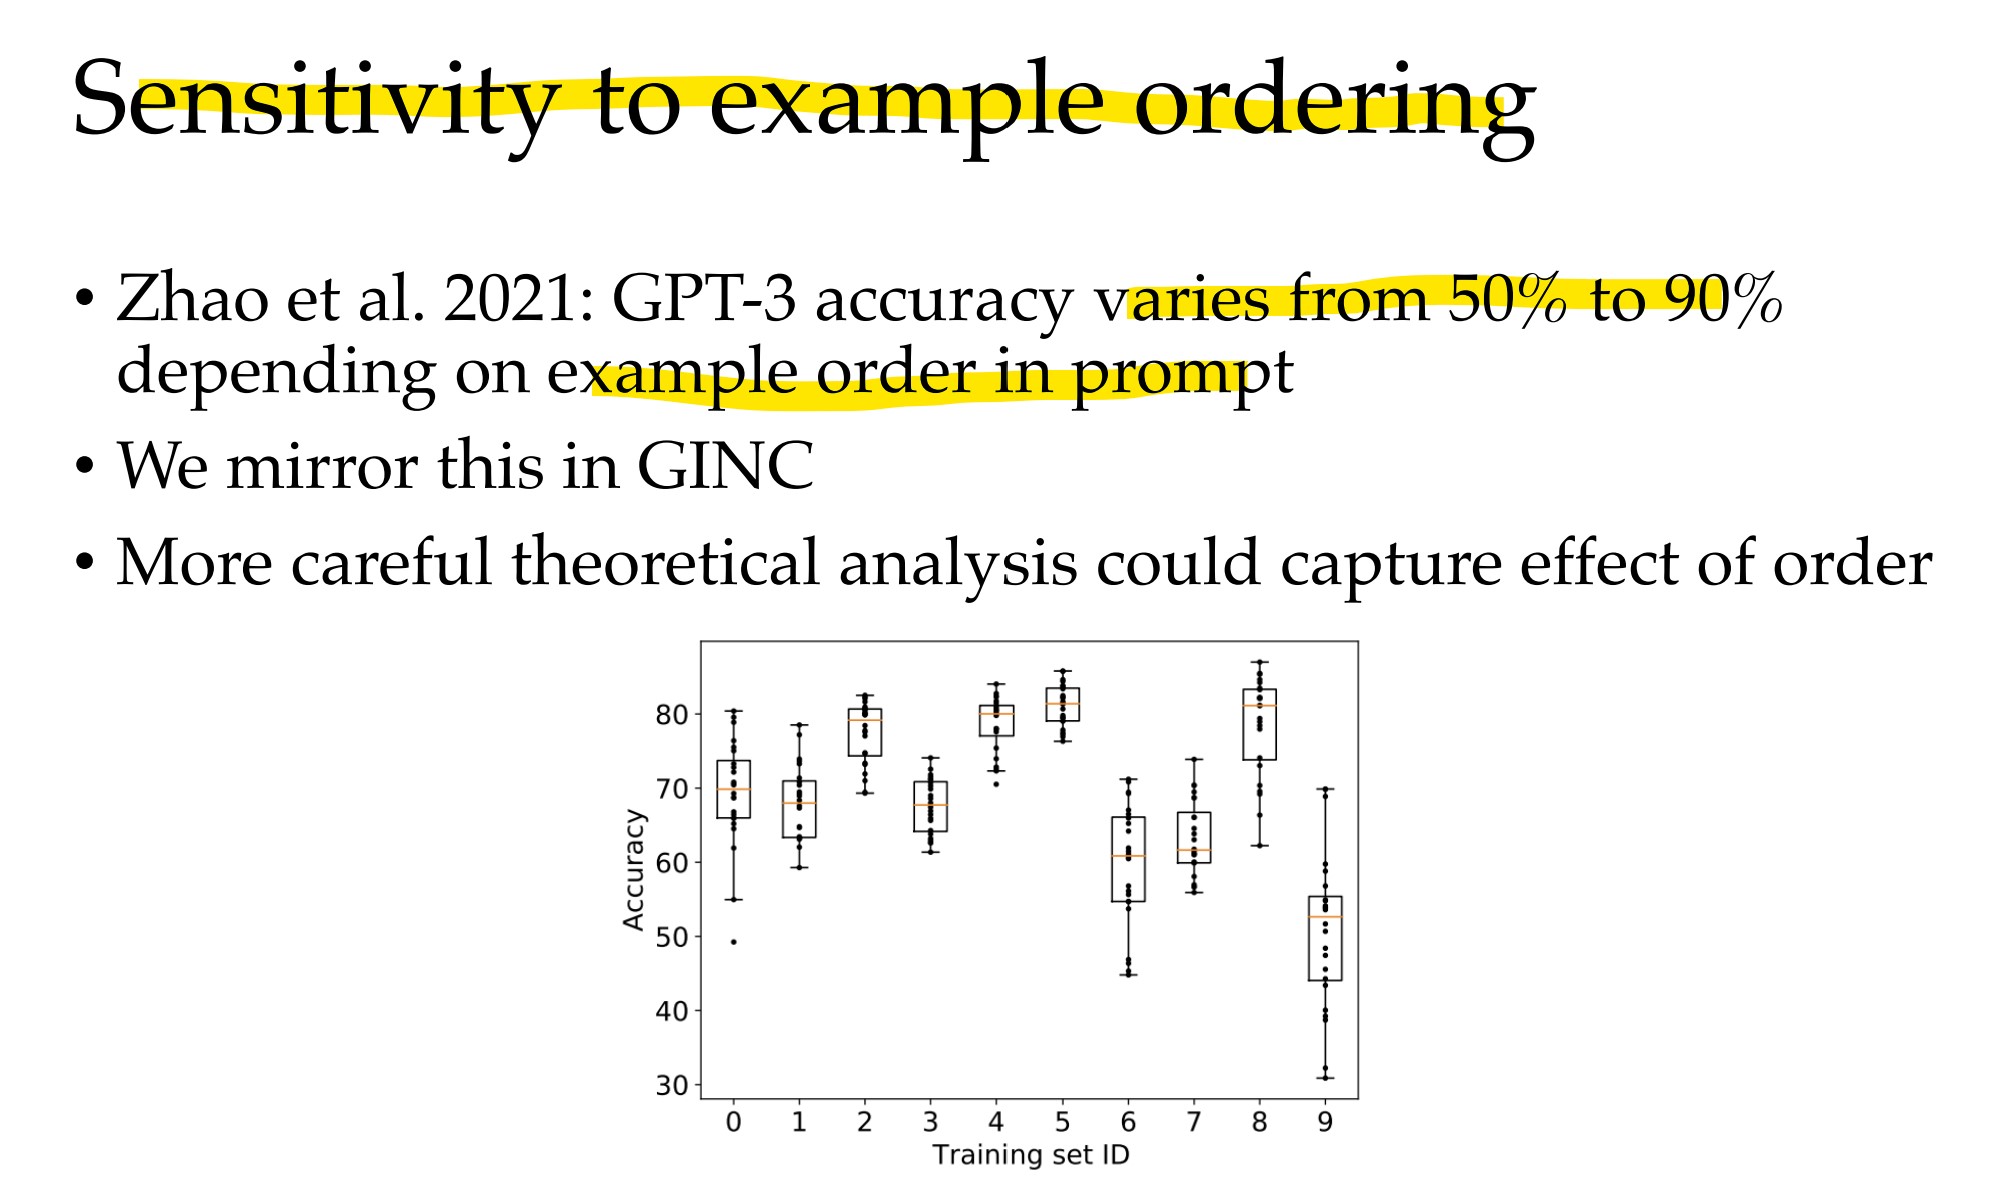 Sensitivity to example ordering
• Zhao et al. 2021: GPT-3 accuracy varies from 50% to 90%
depending on example order in prompt
• We mirror this in GINC
• More careful theoretical analysis could capture effect of order
80
70
60
50
40
30
Accuracy
0 1 2 3 4 5 6 7 8 9
Training set ID